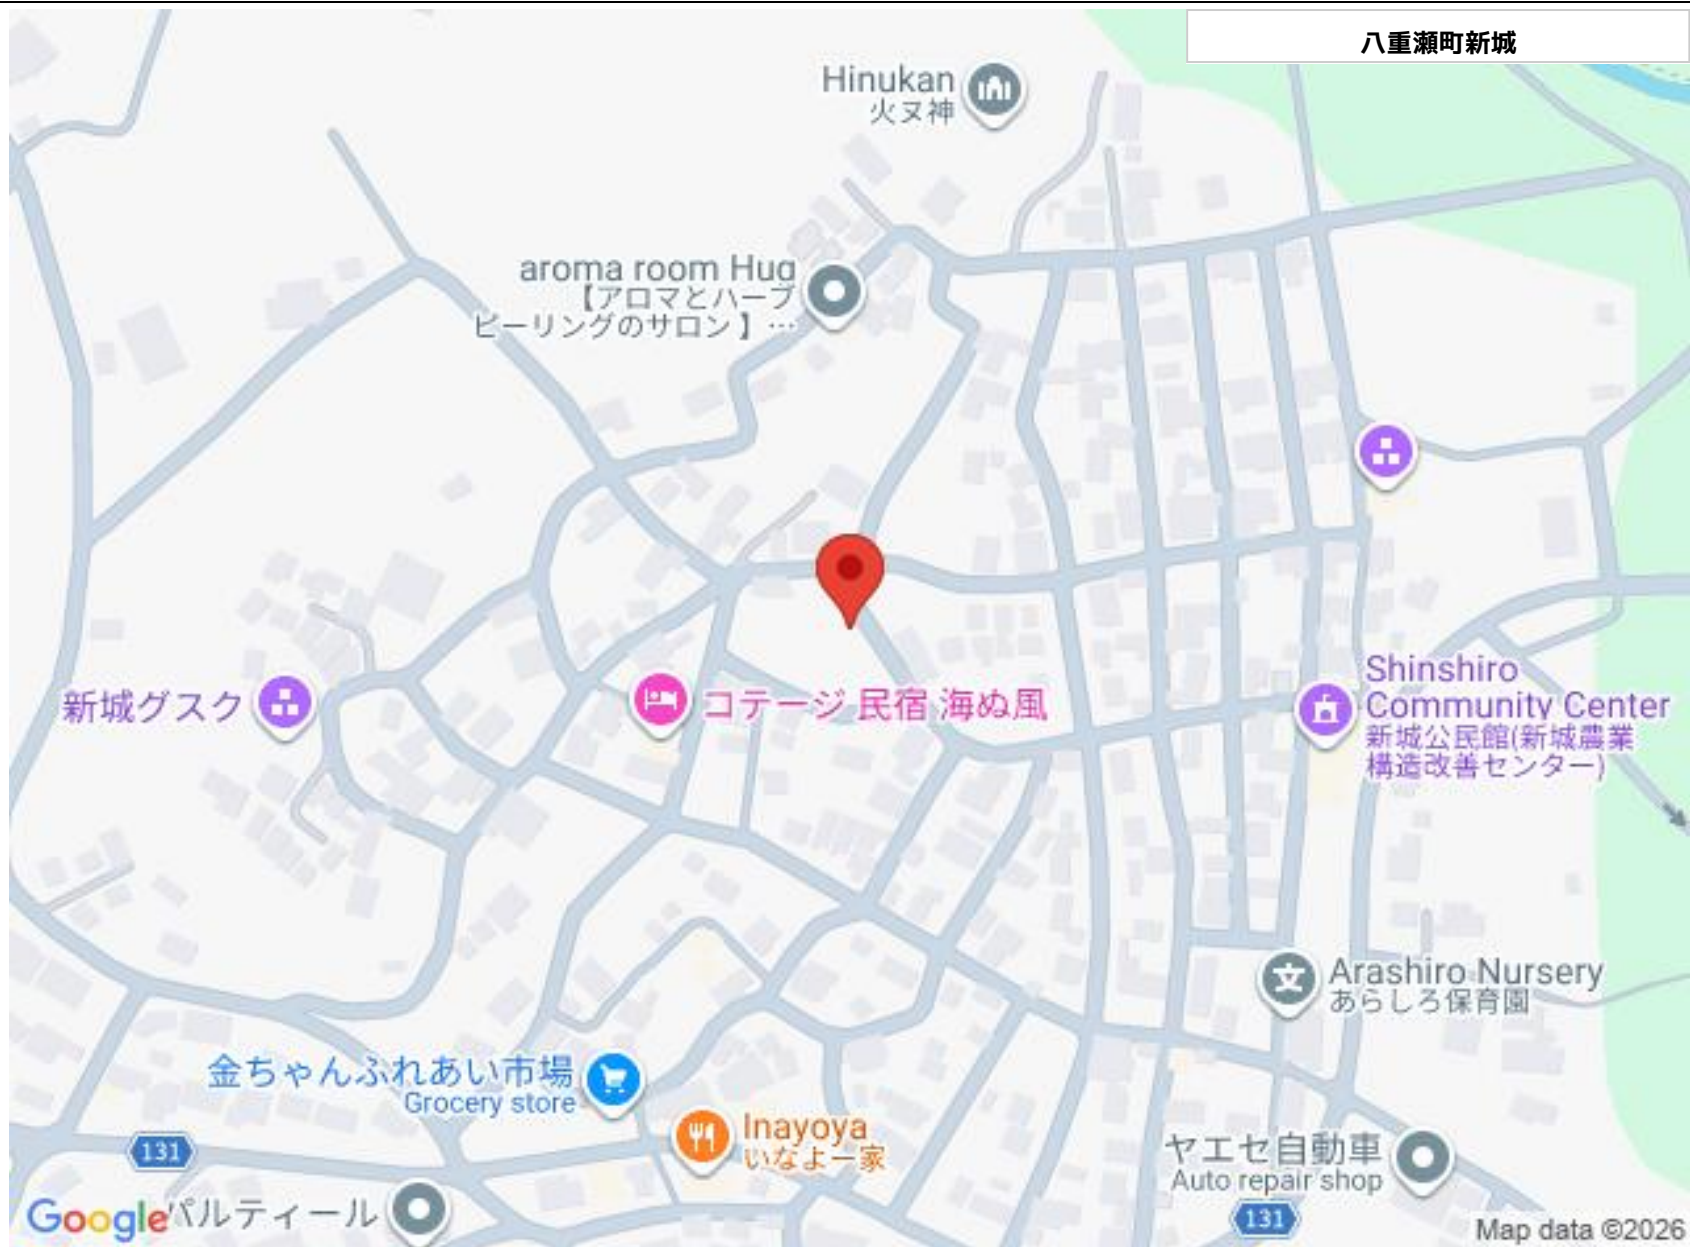 八重瀬町新城
Hinukan
火ヌ神
aroma room Hug
【アロマとハーブ
ピーリングのサロン】…
新城グスク
コテージ 民宿 海ぬ風
Shinshiro
Community Center
新城公民館(新城農業
構造改善センター)
Arashiro Nursery
あらしろ保育園
金ちゃんふれあい市場
Grocery store
Inayoya
いなよー家
131
ヤエセ自動車
Auto repair shop
131
Google
パルティール
Map data ©2026